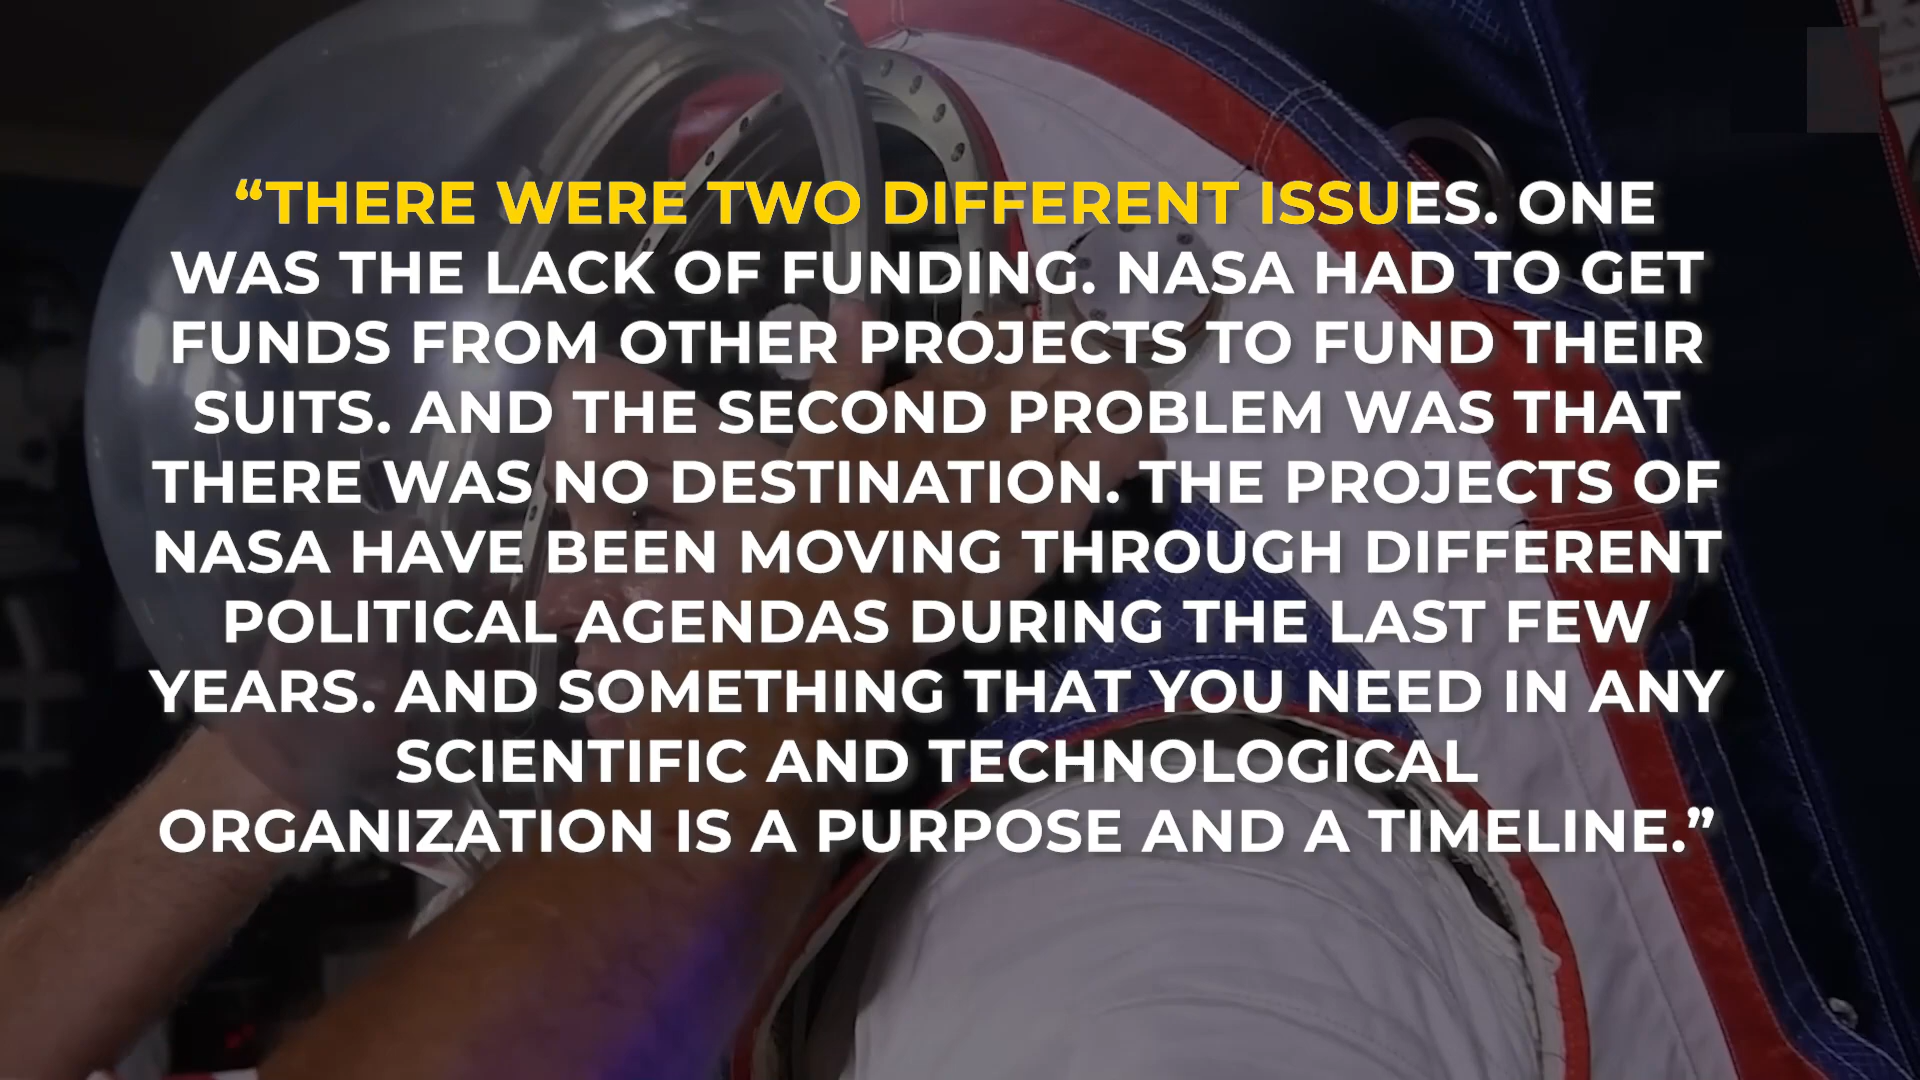 “THERE WERE TWO DIFFERENT ISSUES. ONE
WAS THE LACK OF FUNDING. NASA HAD TO GET
FUNDS FROM OTHER PROJECTS TO FUND THEIR
SUITS. AND THE SECOND PROBLEM WAS THAT
THERE WAS NO DESTINATION. THE PROJECTS OF
NASA HAVE BEEN MOVING THROUGH DIFFERENT
POLITICAL AGENDAS DURING THE LAST FEW
YEARS. AND SOMETHING THAT YOU NEED IN ANY
SCIENTIFIC AND TECHNOLOGICAL
ORGANIZATION IS A PURPOSE AND A TIMELINE.”